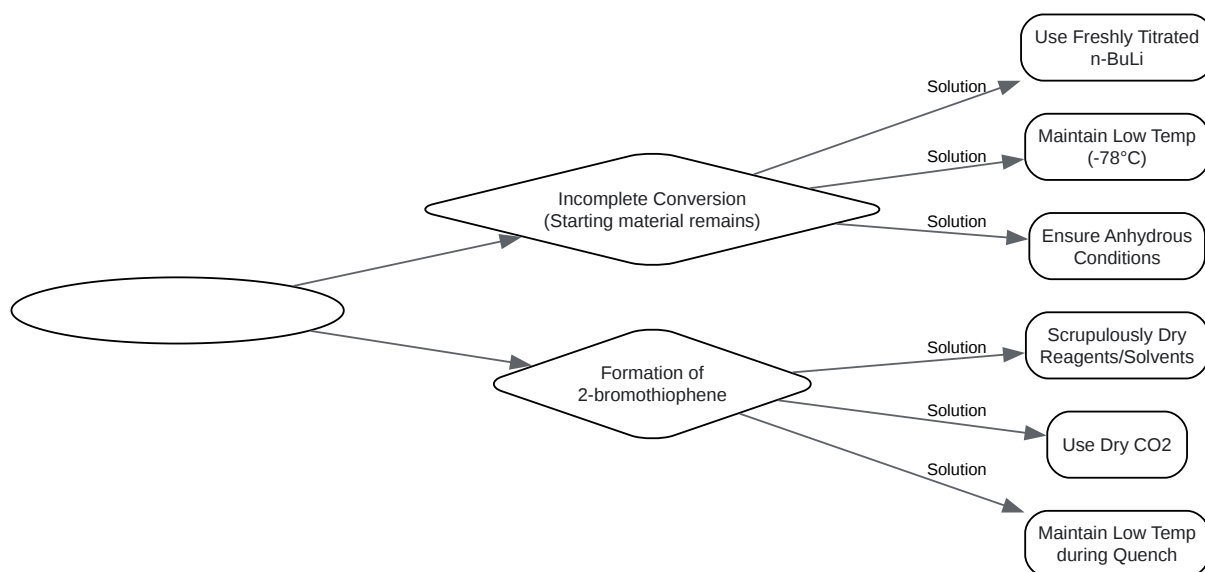 Use Freshly Titrated
n-BuLi
Solution
Maintain Low Temp
(-78°C)
Solution
Incomplete Conversion
(Starting material remains)
Solution
Ensure Anhydrous
Conditions
Scrupulously Dry
Reagents/Solvents
Solution
Formation of
2-bromothiophene
Solution
Use Dry CO2
Solution
Maintain Low Temp
during Quench